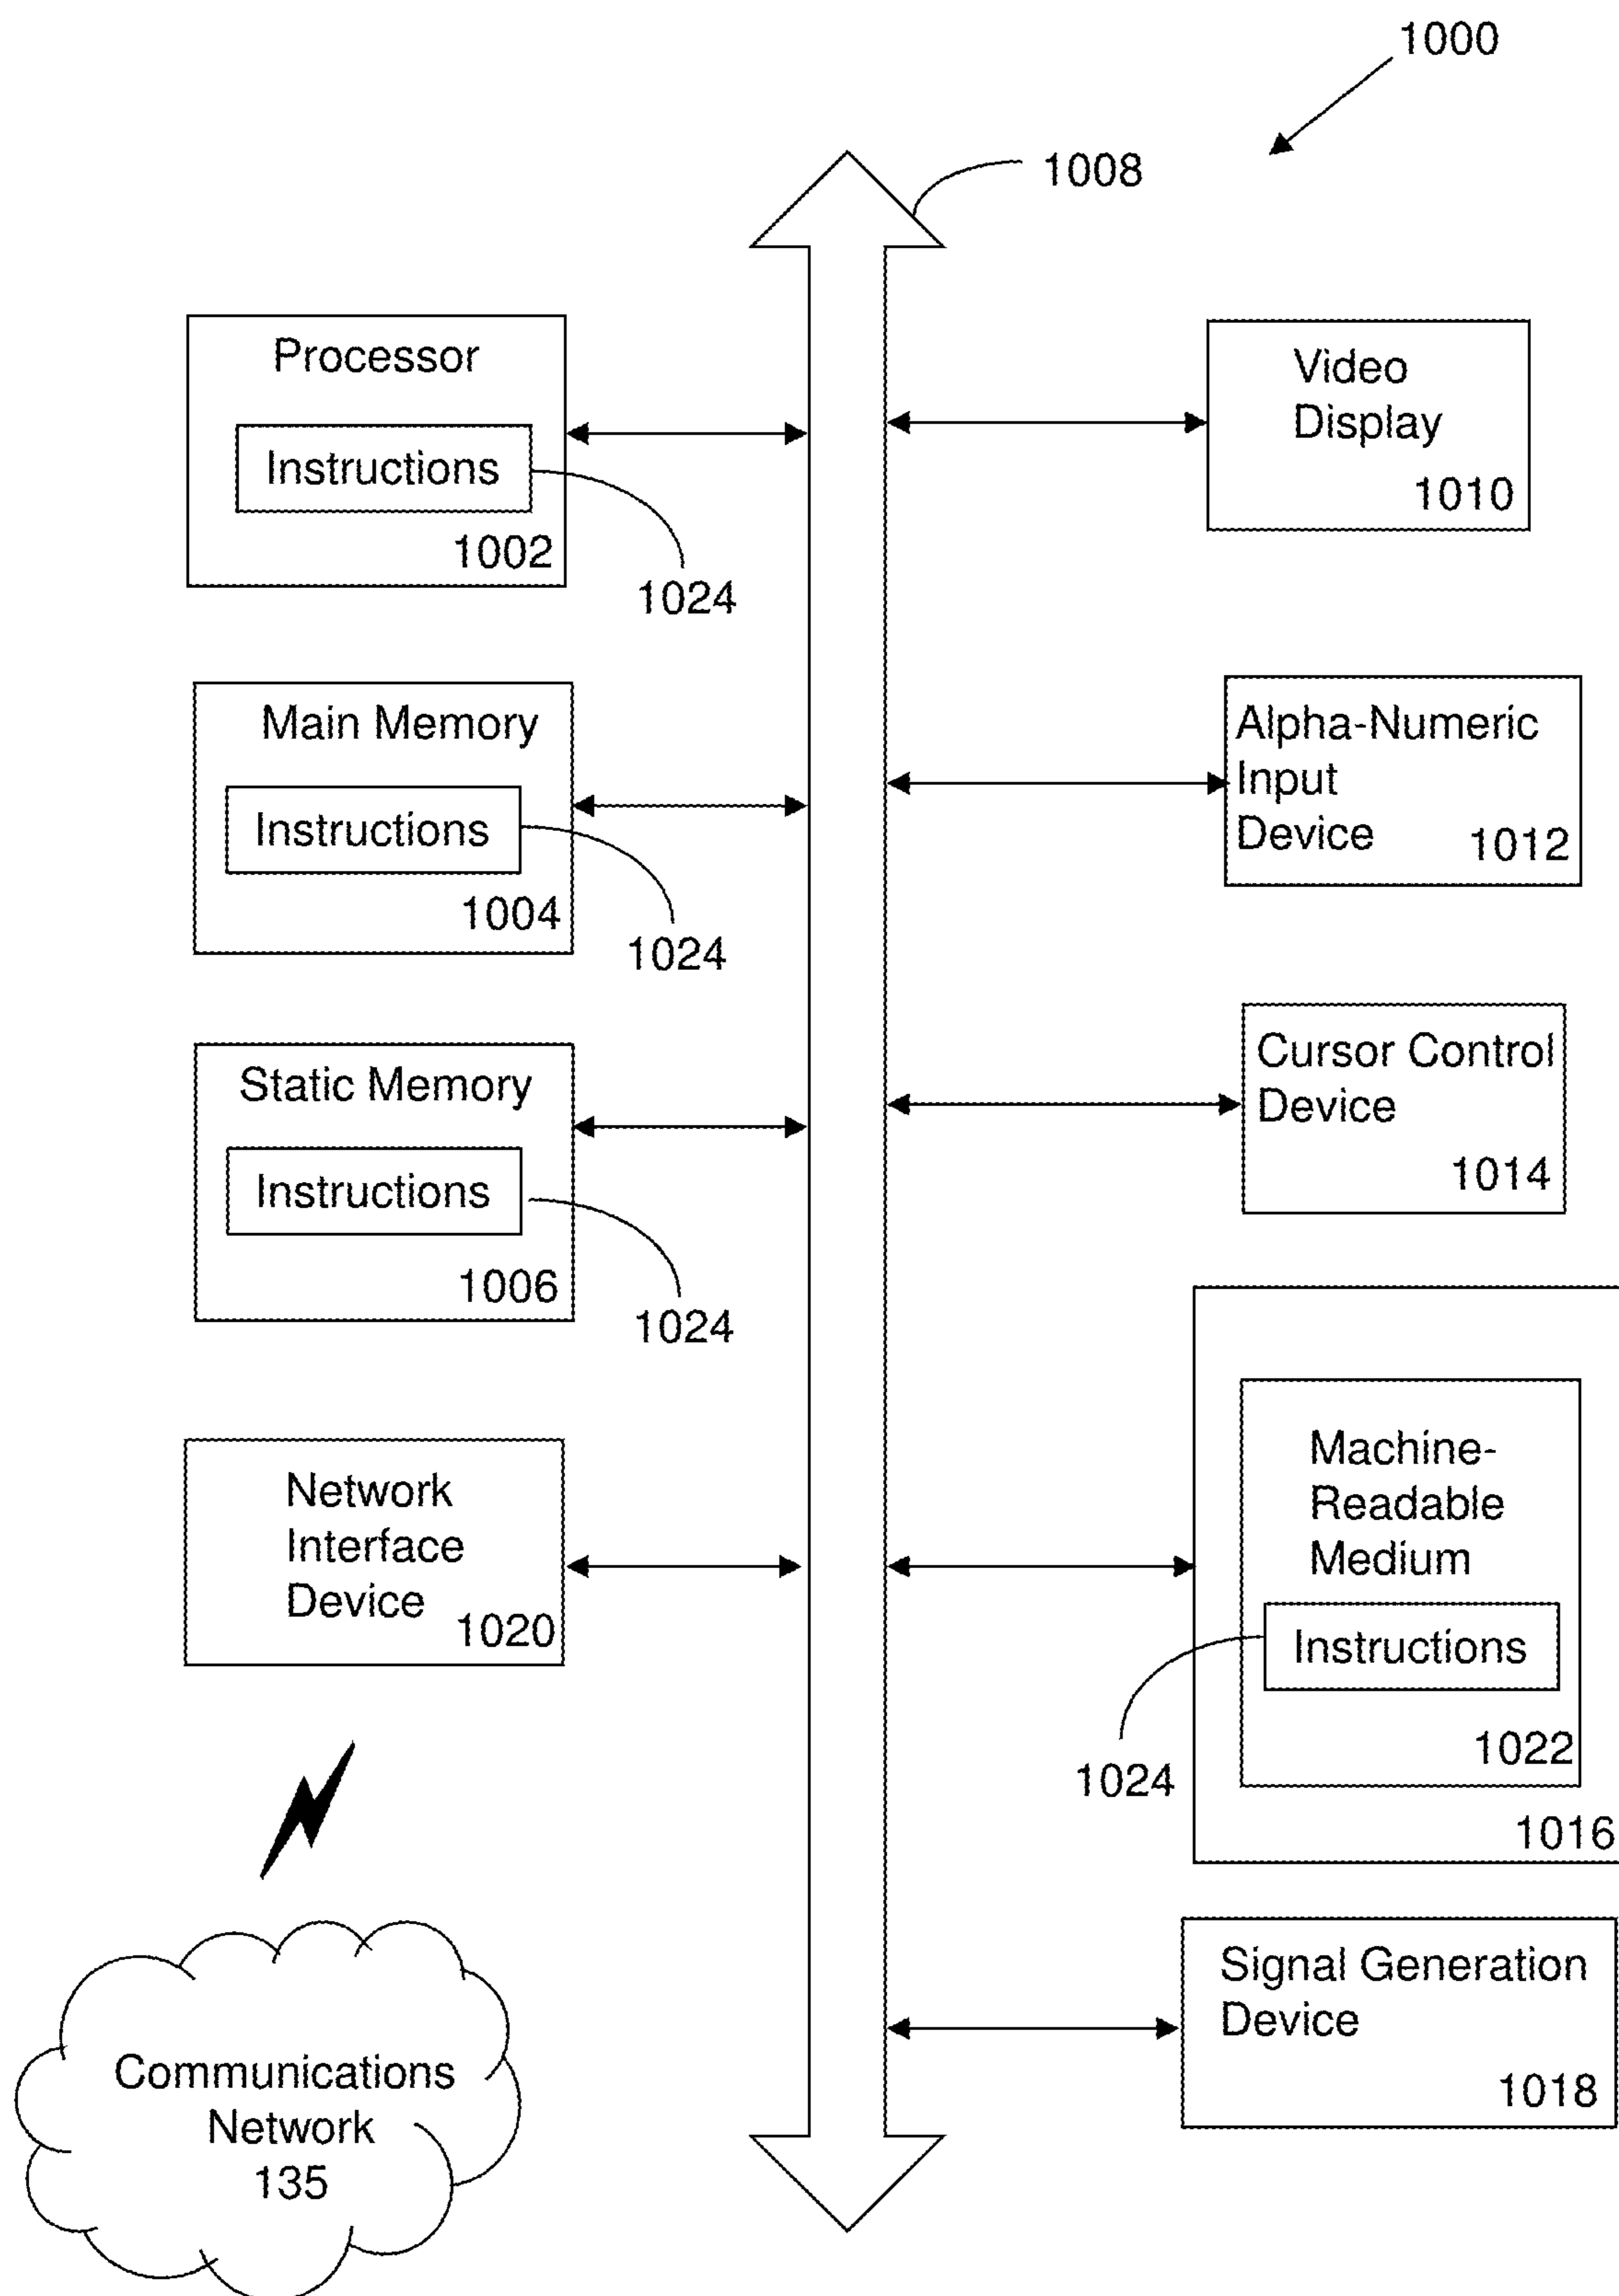 1000
1008
Processor
Instructions
1002
1024
Main Memory
Instructions
1004
1024
Static Memory
Instructions
1006
1024
Network
Interface
Device
1020
Communications
Network
135
Video
Display
1010
Alpha-Numeric
Input
Device
1012
Cursor Control
Device
1014
Machine-
Readable
Medium
Instructions
1022
1024
1016
Signal Generation
Device
1018